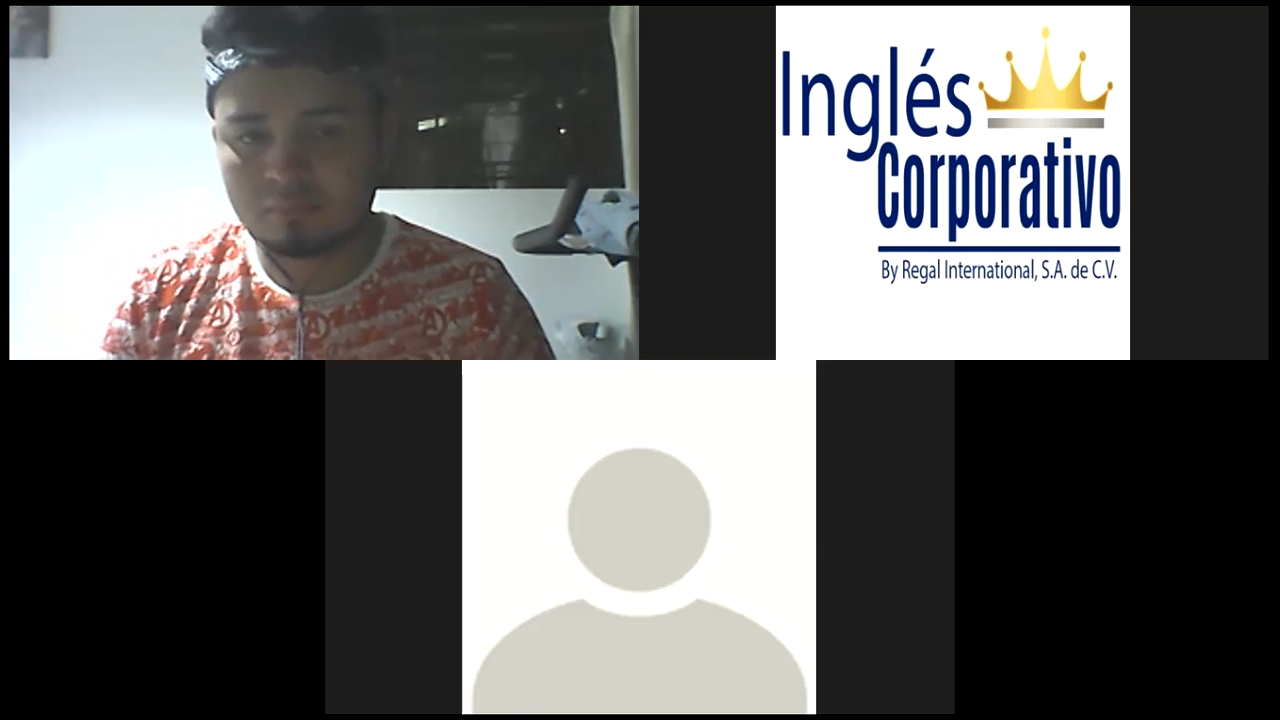 Inglés
Corporativo
By Regal International, S.A. de C.V.